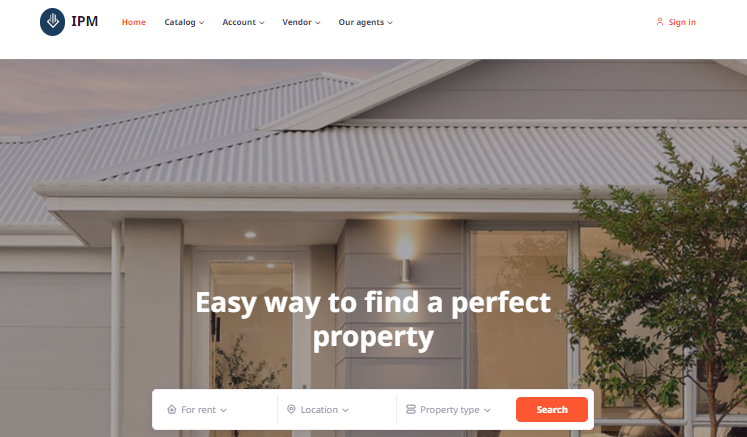 IPM Home Catalog Account Vendor Our agents Sign in
Easy way to find a perfect
property
For rent Location Property type Search